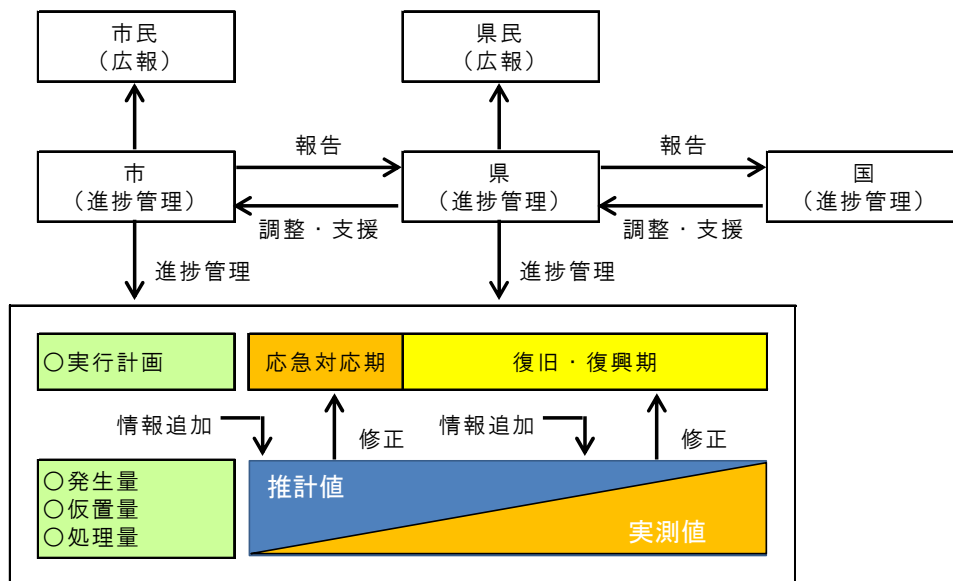 市民
（広報）
県民
（広報）
報告
報告
市
（進捗管理）
県
（進捗管理）
国
（進捗管理）
調整・支援
調整・支援
進捗管理
進捗管理
○実行計画
応急対応期
復旧・復興期
情報追加
修正
情報追加
修正
○発生量
○仮置量
○処理量
推計値
実測値